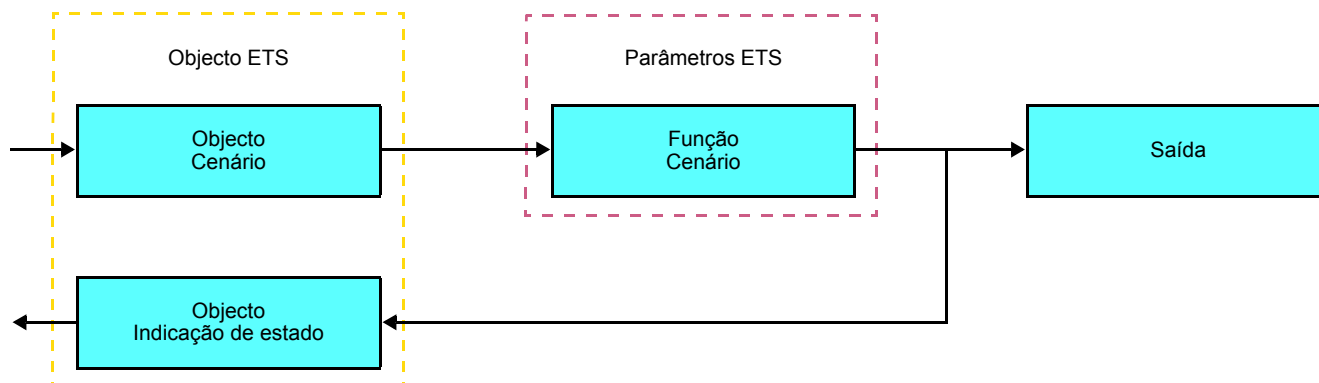 Objecto ETS
Parâmetros ETS
Objecto
Cenário
Função
Cenário
Saída
Objecto
Indicação de estado